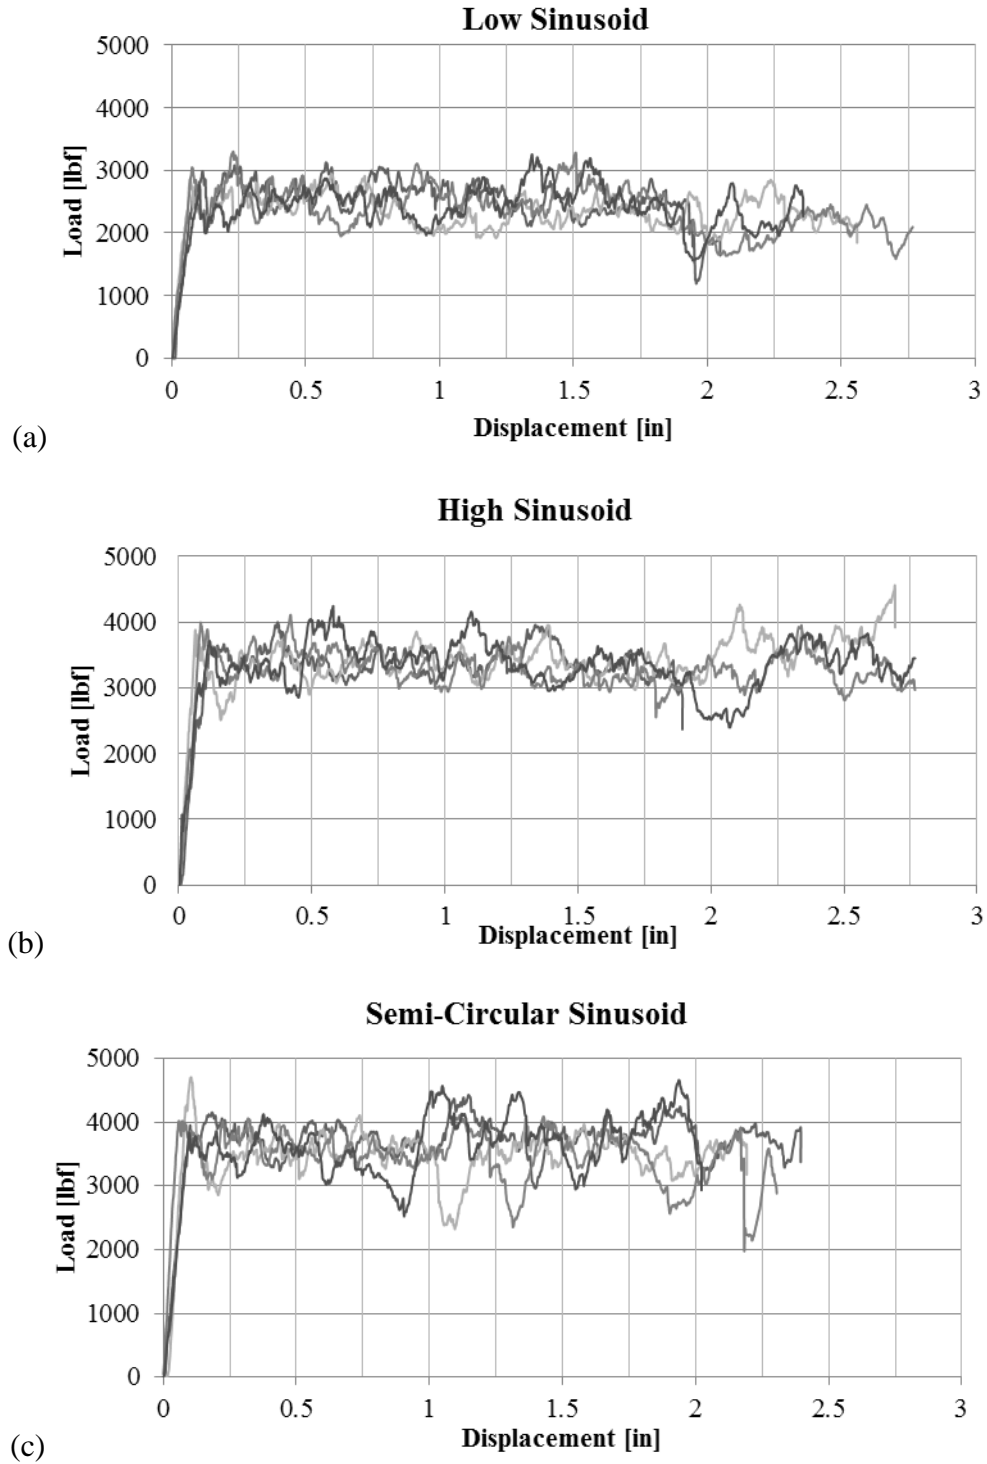 Low Sinusoid
5000
4000
3000
2000
1000
0
Load [lbf]
0 0.5 1 1.5 2 2.5 3
Displacement [in]
(a)
High Sinusoid
5000
4000
3000
2000
1000
0
Load [lbf]
0 0.5 1 1.5 2 2.5 3
Displacement [in]
(b)
Semi-Circular Sinusoid
5000
4000
3000
2000
1000
0
Load [lbf]
0 0.5 1 1.5 2 2.5 3
Displacement [in]
(c)